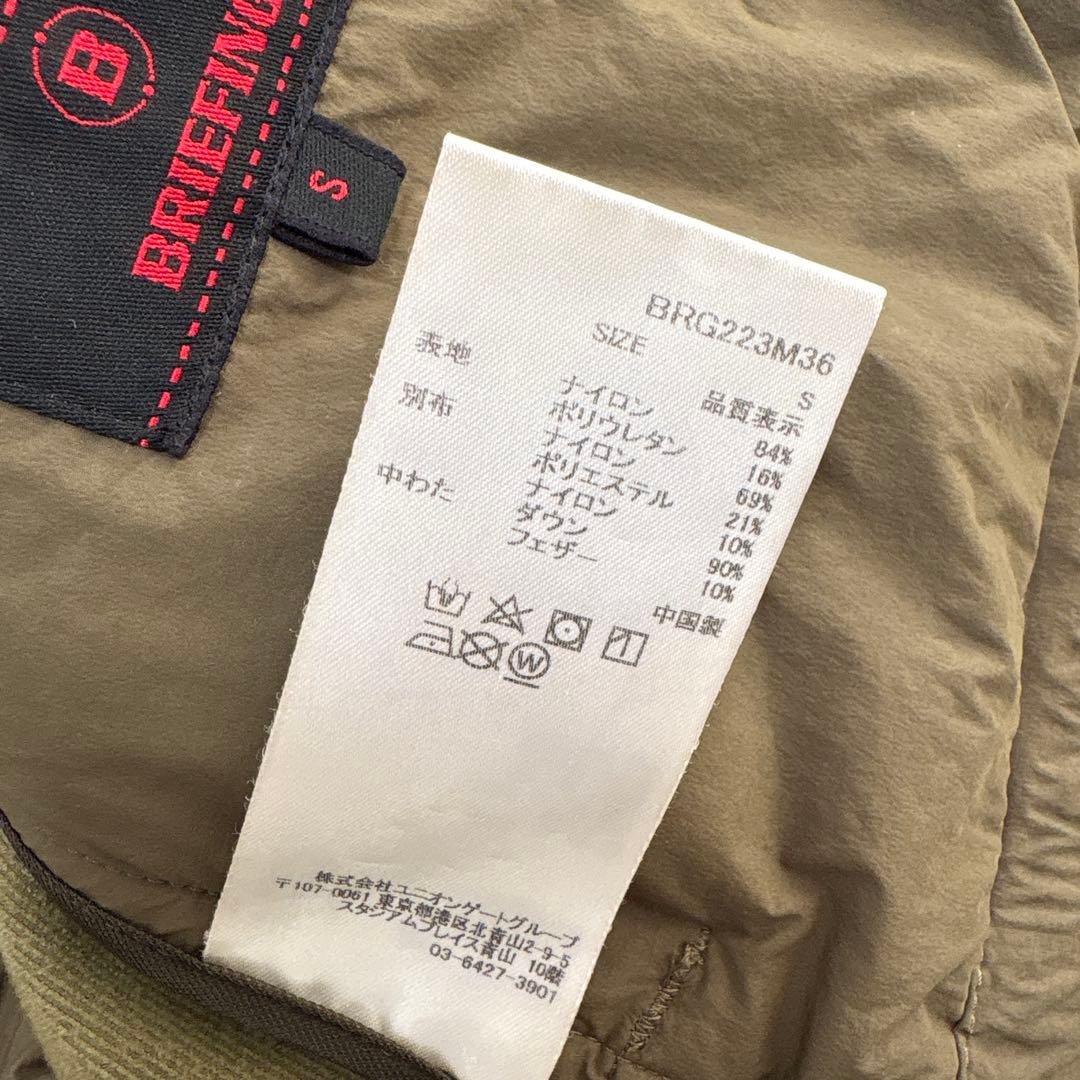 B
BRIEFING
S
BRG223M36
SIZE S
品質表示
表地 ナイロン 84%
ポリウレタン 16%
別布 ナイロン 69%
ポリエステル 21%
ナイロン 10%
中わた ダウン 90%
フェザー 10%
中国製
W
株式会社ユニオンゲートグループ
〒107-0061 東京都港区北青山2-9-5
スタジアムプレイス青山 10階
03-6427-3901